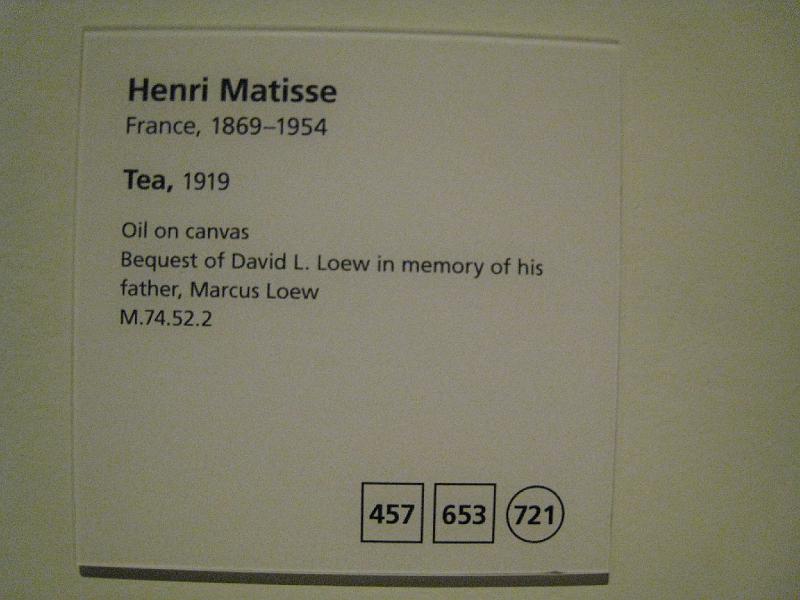 Henri Matisse
France, 1869–1954
Tea, 1919
Oil on canvas
Bequest of David L. Loew in memory of his
father, Marcus Loew
M.74.52.2
457 653 721